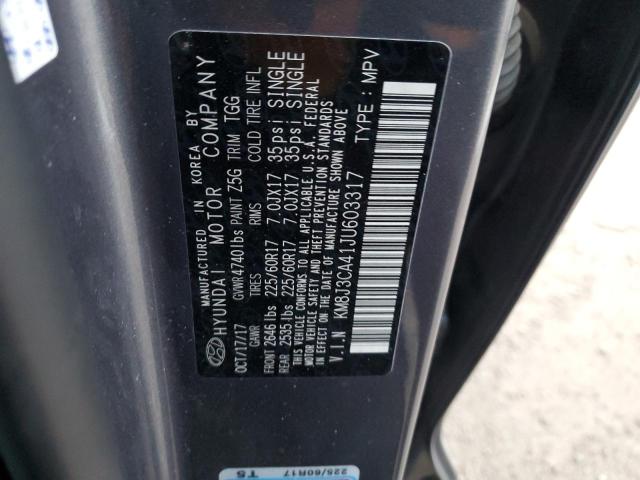 MANUFACTURED IN KOREA BY
HYUNDAI MOTOR COMPANY
OCT/17/17 GVWR 4740lbs PAINT Z5G TRIM TGG
GAWR TIRES RIMS COLD TIRE INFL
FRONT 2646lbs 225/60R17 7.0JX17 35psi SINGLE
REAR 2535lbs 225/60R17 7.0JX17 35psi SINGLE
THIS VEHICLE CONFORMS TO ALL APPLICABLE U.S.A. FEDERAL
MOTOR VEHICLE SAFETY STANDARDS IN EFFECT ON THE DATE OF MANUFACTURE SHOWN ABOVE
V.I.N KM8J3CA41JU603317 TYPE : MPV
225/60R17